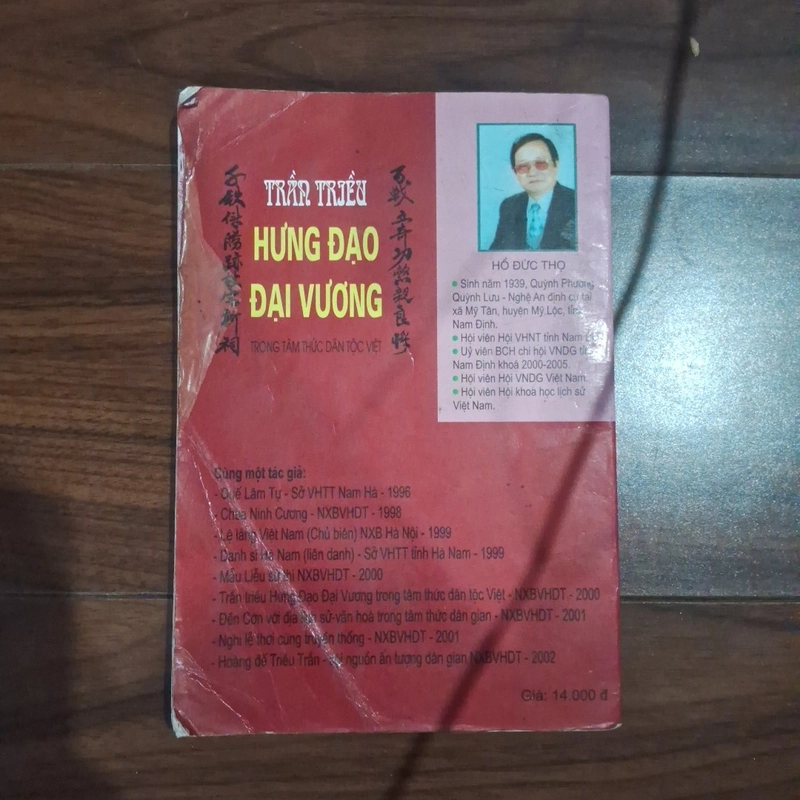 TRẦN TRIỀU
HƯNG ĐẠO
ĐẠI VƯƠNG
TRONG TÂM THỨC DÂN TỘC VIỆT
HỒ ĐỨC THỌ
Sinh năm 1939, Quỳnh Phương
Quỳnh Lưu - Nghệ An định cư tại
xã Mỹ Tân, huyện Mỹ Lộc, tỉnh
Nam Định.
Hội viên Hội VHNT tỉnh Nam
Uỷ viên BCH chi hội VNDG
Nam Định khoá 2000-2005.
Hội viên Hội VNDG Việt Nam.
Hội viên Hội khoa học lịch sử
Việt Nam.
Cùng một tác giả:
- Quế Lâm Tự - Sở VHTT Nam Hà - 1996
- Chùa Ninh Cương - NXBVHDT - 1998
- Lệ làng Việt Nam (Chủ biên) NXB Hà Nội - 1999
- Danh sĩ Hà Nam (liên danh) - Sở VHTT tỉnh Hà Nam - 1999
- Mẫu Liễu sử thi NXBVHDT - 2000
- Trần triều Hưng Đạo Đại Vương trong tâm thức dân tộc Việt - NXBVHDT - 2000
- Đền Cờn với địa linh sử-văn hoá trong tâm thức dân gian - NXBVHDT - 2001
- Nghi lễ thờ cúng truyền thống - NXBVHDT - 2001
- Hoàng đế Triều Trần - nguồn ấn tượng dân gian NXBVHDT - 2002
Giá: 14.000 đ